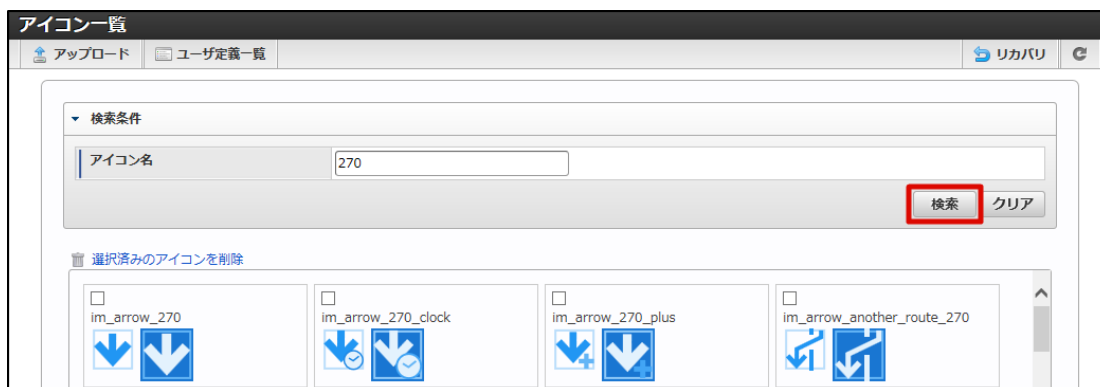 アイコン一覧
アップロード ユーザ定義一覧 リカバリ
検索条件
アイコン名 270
検索 クリア
選択済みのアイコンを削除
im_arrow_270 im_arrow_270_clock im_arrow_270_plus im_arrow_another_route_270